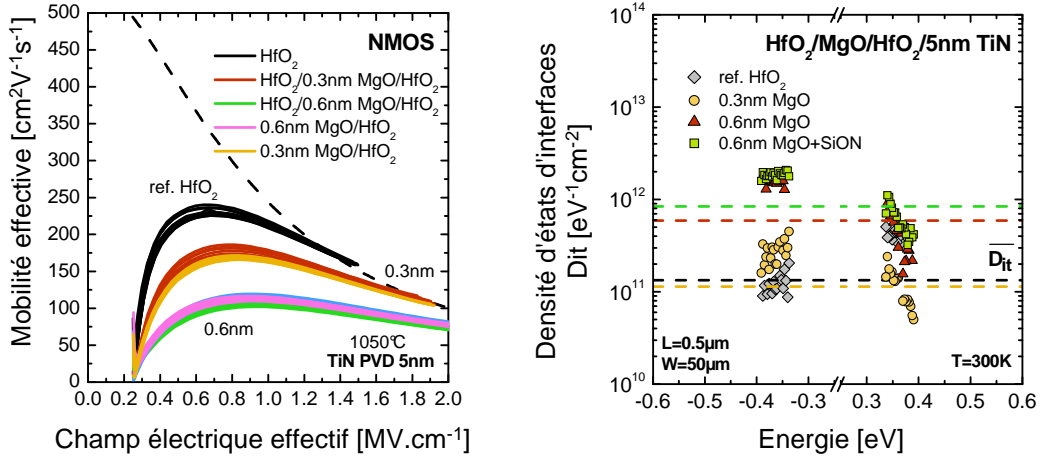 NMOS
HfO₂
HfO₂/0.3nm MgO/HfO₂
HfO₂/0.6nm MgO/HfO₂
0.6nm MgO/HfO₂
0.3nm MgO/HfO₂
ref. HfO₂
0.3nm
0.6nm
1050℃
TiN PVD 5nm
500
450
400
350
300
250
200
150
100
50
0
0.0 0.2 0.4 0.6 0.8 1.0 1.2 1.4 1.6 1.8 2.0
Mobilité effective [cm²V⁻¹s⁻¹]
Champ électrique effectif [MV.cm⁻¹]
HfO₂/MgO/HfO₂/5nm TiN
ref. HfO₂
0.3nm MgO
0.6nm MgO
0.6nm MgO+SiON
Dit
L=0.5µm
W=50µm
T=300K
10¹⁴
10¹³
10¹²
10¹¹
10¹⁰
-0.6 -0.5 -0.4 -0.3 0.3 0.4 0.5 0.6
Densité d'états d'interfaces
Dit [eV⁻¹cm⁻²]
Energie [eV]